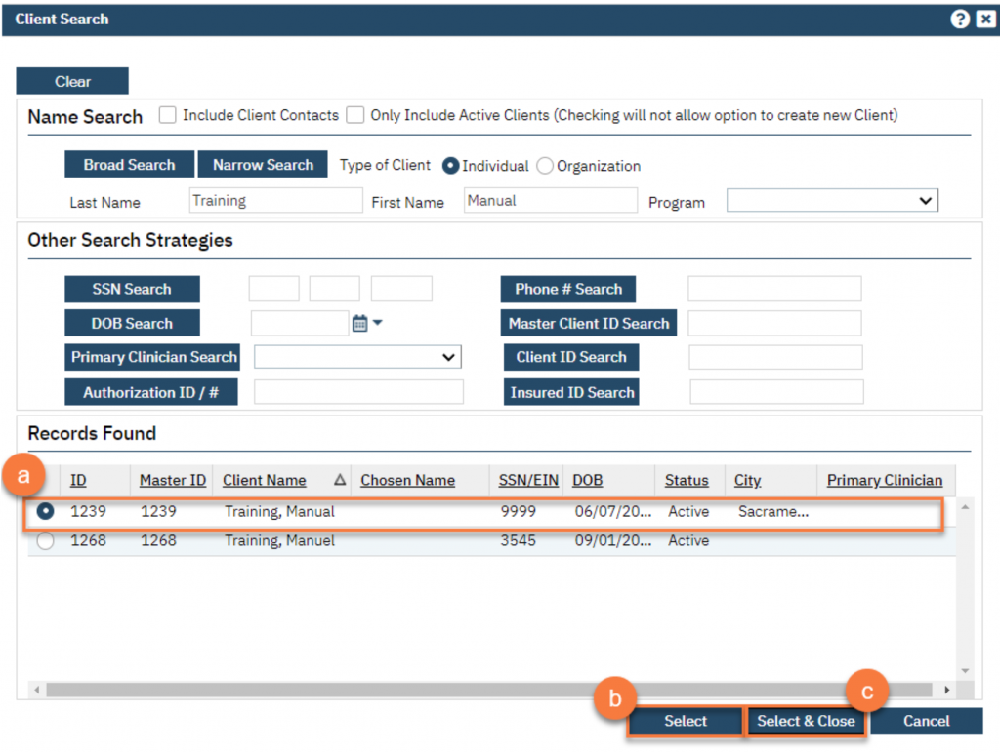 Client Search
Clear
Name Search Include Client Contacts Only Include Active Clients (Checking will not allow option to create new Client)
Broad Search Narrow Search Type of Client Individual Organization
Last Name Training First Name Manual Program
Other Search Strategies
SSN Search Phone # Search
DOB Search Master Client ID Search
Primary Clinician Search Client ID Search
Authorization ID / # Insured ID Search
Records Found
a
ID Master ID Client Name Chosen Name SSN/EIN DOB Status City Primary Clinician
1239 1239 Training, Manual 9999 06/07/20... Active Sacrame...
1268 1268 Training, Manuel 3545 09/01/20... Active
b c
Select Select & Close Cancel